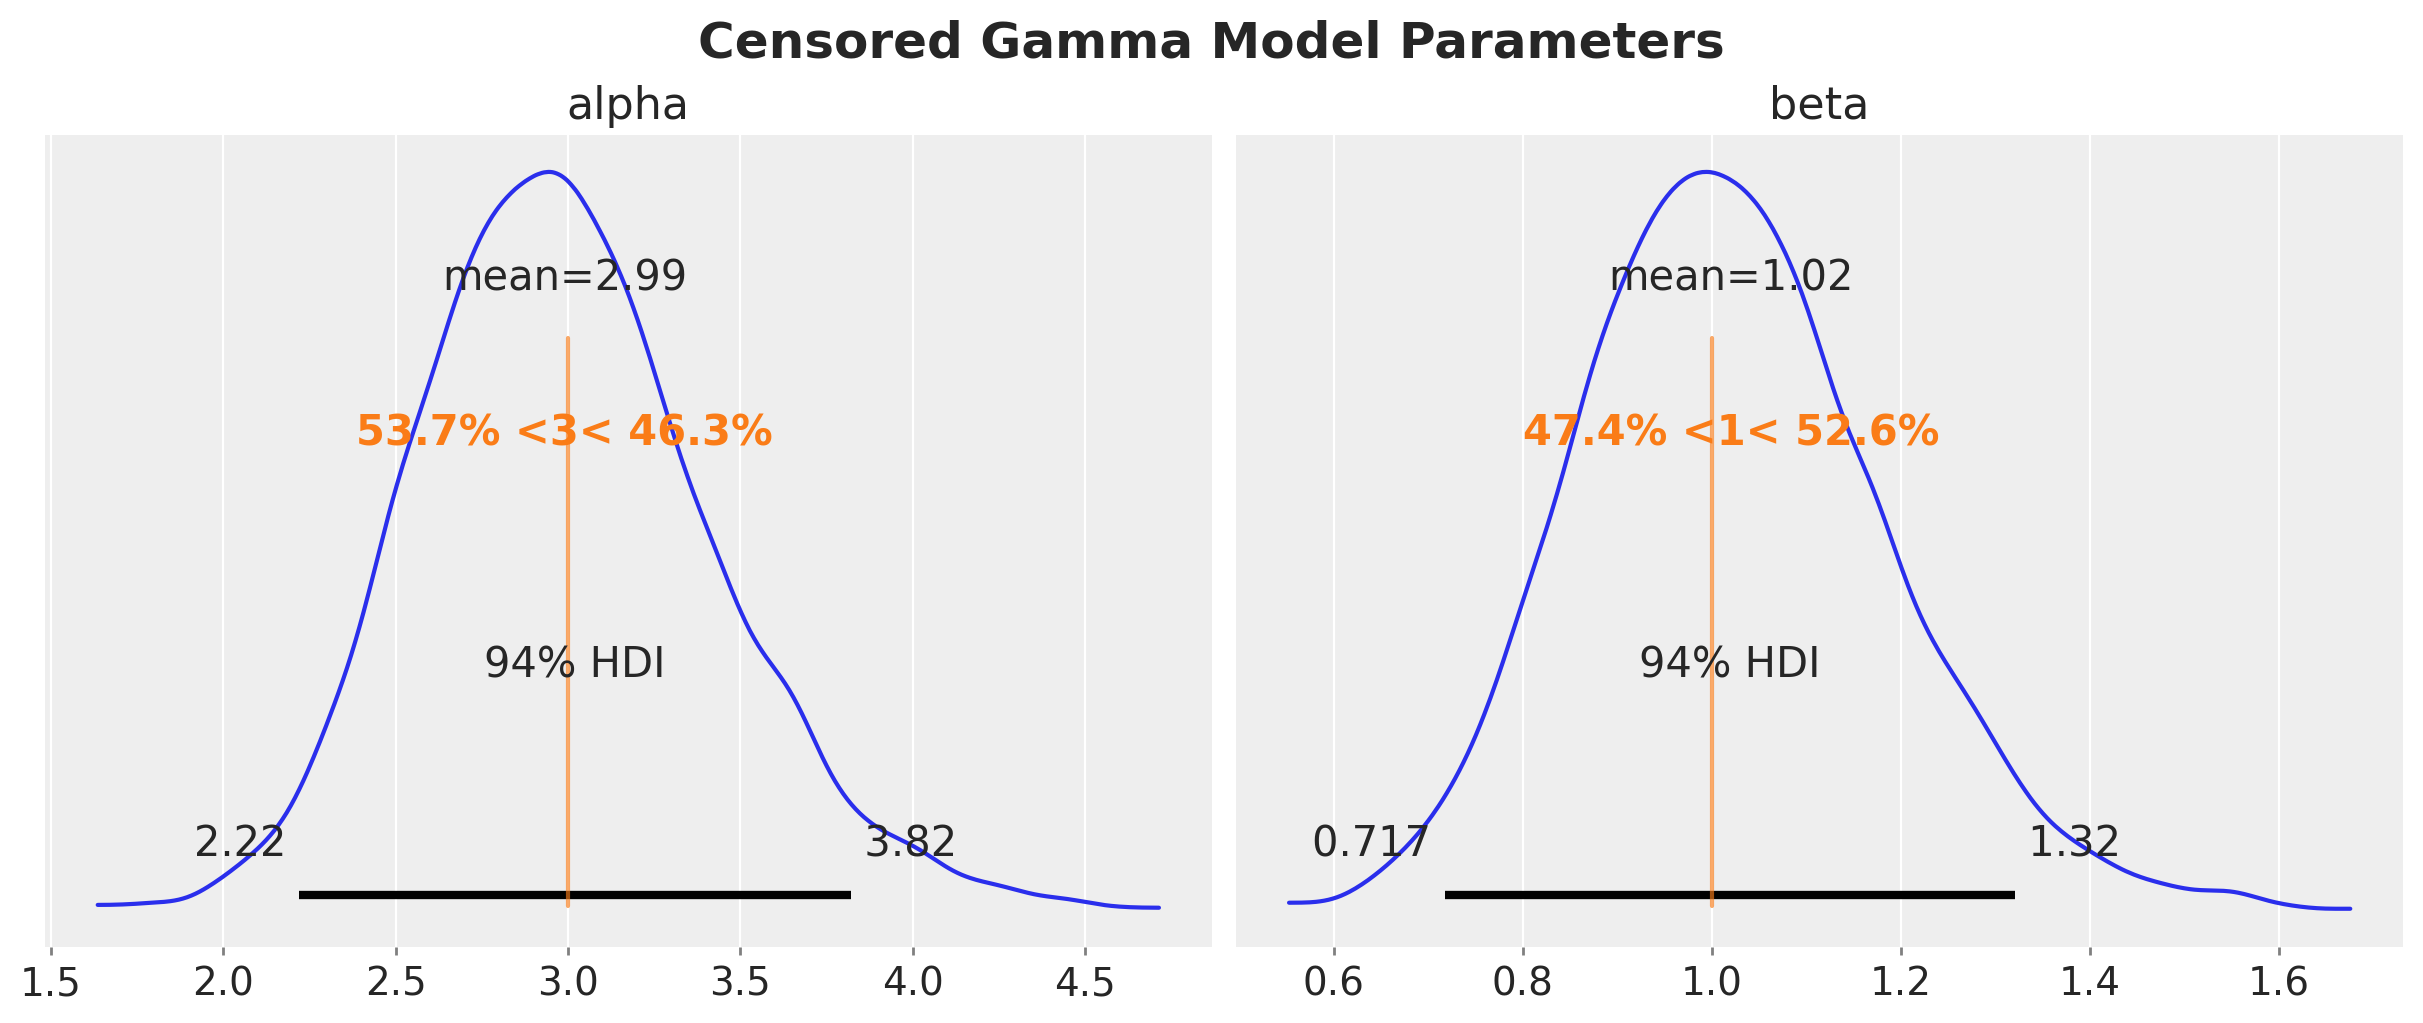 Censored Gamma Model Parameters
alpha
mean=2.99
53.7% <3< 46.3%
94% HDI
2.22 3.82
1.5 2.0 2.5 3.0 3.5 4.0 4.5
beta
mean=1.02
47.4% <1< 52.6%
94% HDI
0.717 1.32
0.6 0.8 1.0 1.2 1.4 1.6